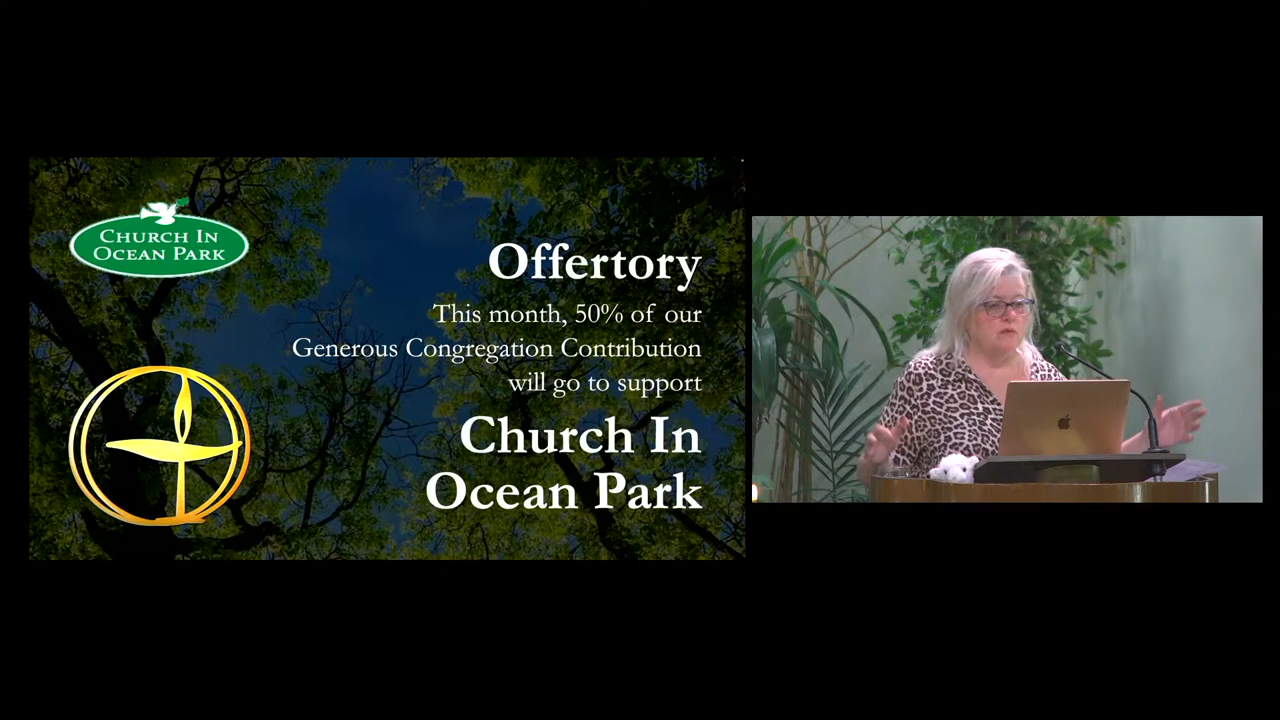 CHURCH IN
OCEAN PARK
Offertory
This month, 50% of our
Generous Congregation Contribution
will go to support
Church In
Ocean Park